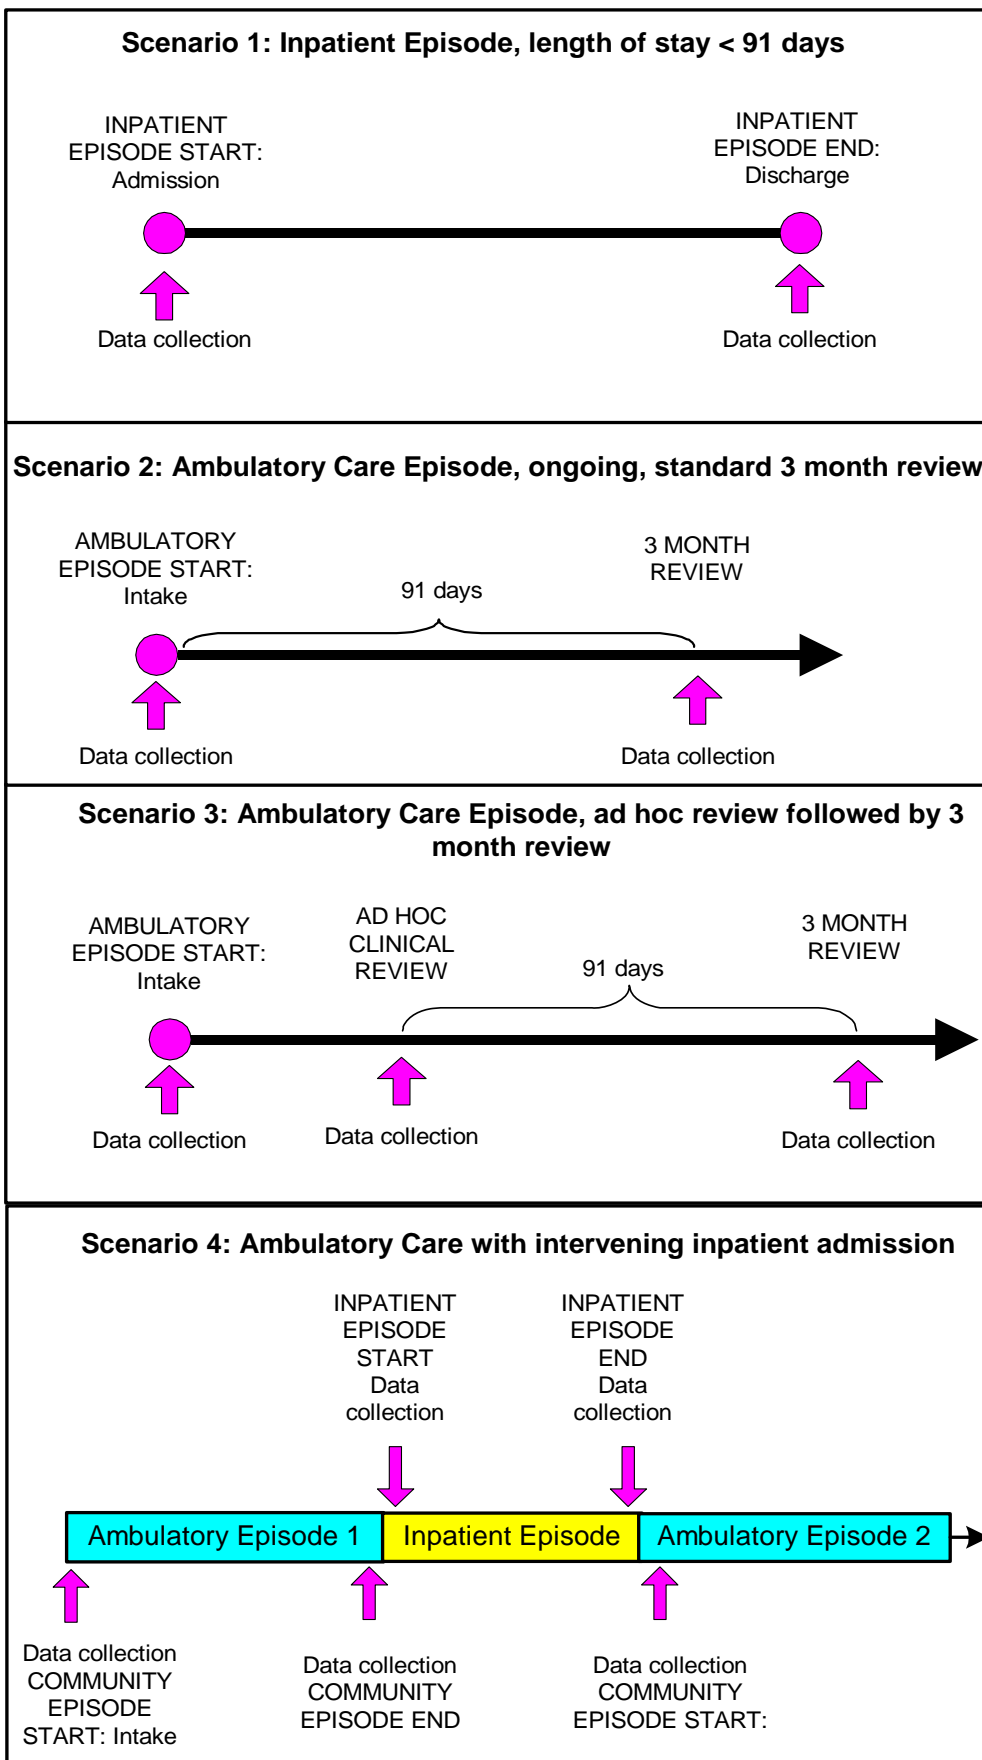 Scenario 1: Inpatient Episode, length of stay < 91 days
INPATIENT
EPISODE START:
Admission
INPATIENT
EPISODE END:
Discharge
Data collection
Data collection
Scenario 2: Ambulatory Care Episode, ongoing, standard 3 month review
AMBULATORY
EPISODE START:
Intake
91 days
3 MONTH
REVIEW
Data collection
Data collection
Scenario 3: Ambulatory Care Episode, ad hoc review followed by 3
month review
AMBULATORY
EPISODE START:
Intake
AD HOC
CLINICAL
REVIEW
91 days
3 MONTH
REVIEW
Data collection
Data collection
Data collection
Scenario 4: Ambulatory Care with intervening inpatient admission
INPATIENT
EPISODE
START
Data
collection
INPATIENT
EPISODE
END
Data
collection
Ambulatory Episode 1
Inpatient Episode
Ambulatory Episode 2
Data collection
COMMUNITY
EPISODE
START: Intake
Data collection
COMMUNITY
EPISODE END
Data collection
COMMUNITY
EPISODE START: